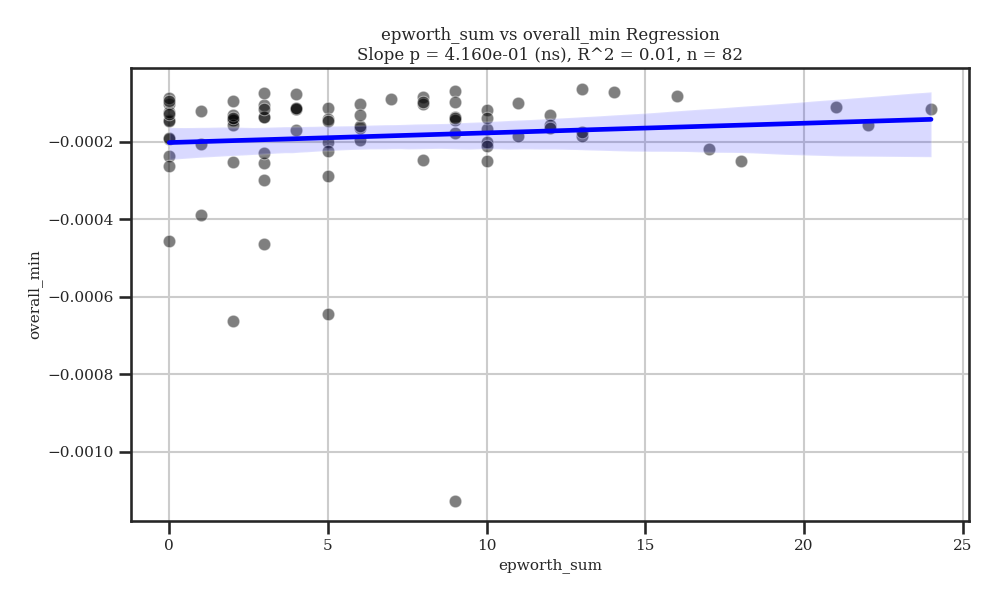 epworth_sum vs overall_min Regression
Slope p = 4.160e-01 (ns), R^2 = 0.01, n = 82
overall_min
−0.0002
−0.0004
−0.0006
−0.0008
−0.0010
0 5 10 15 20 25
epworth_sum